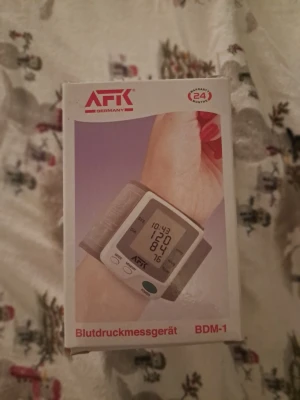 AFK
GERMANY
24
10:43
120
84
76
AFK
Blutdruckmessgerät BDM-1